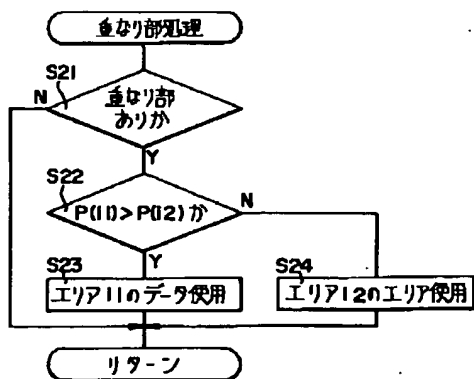 重なり部処理
S21
N
重なり部
ありか
Y
S22
P(11)>P(12)か
N
Y
S23
エリア11のデータ使用
S24
エリア12のエリア使用
リターン